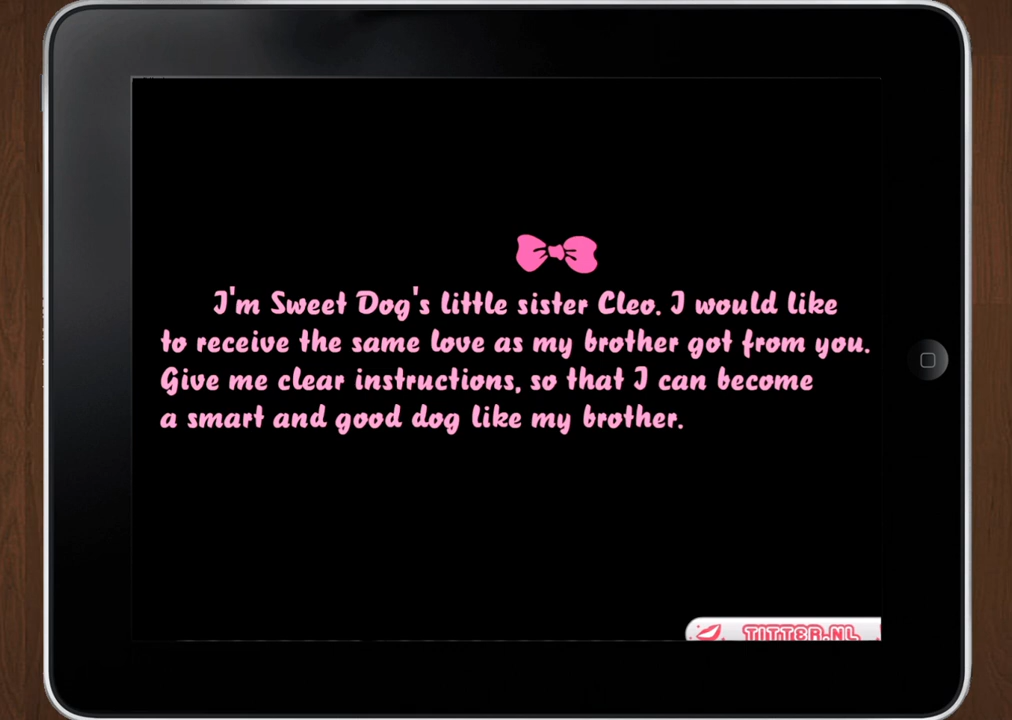 I'm Sweet Dog's little sister Cleo. I would like
to receive the same love as my brother got from you.
Give me clear instructions, so that I can become
a smart and good dog like my brother.
TITTER.NL